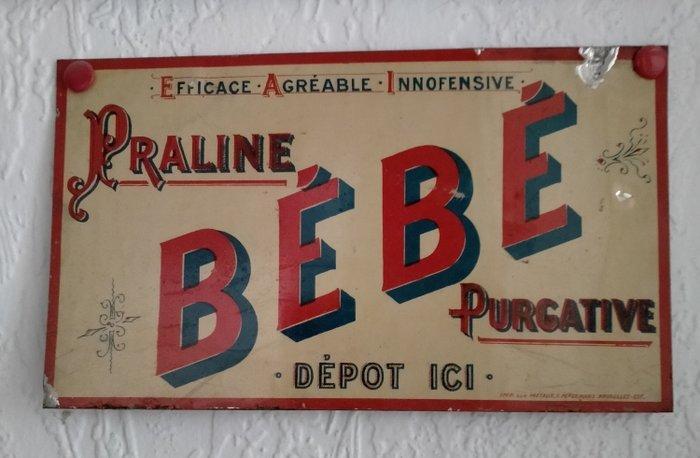 · EFFICACE · AGRÉABLE · INNOFENSIVE ·
PRALINE
BÉBÉ
PURGATIVE
· DÉPOT ICI ·